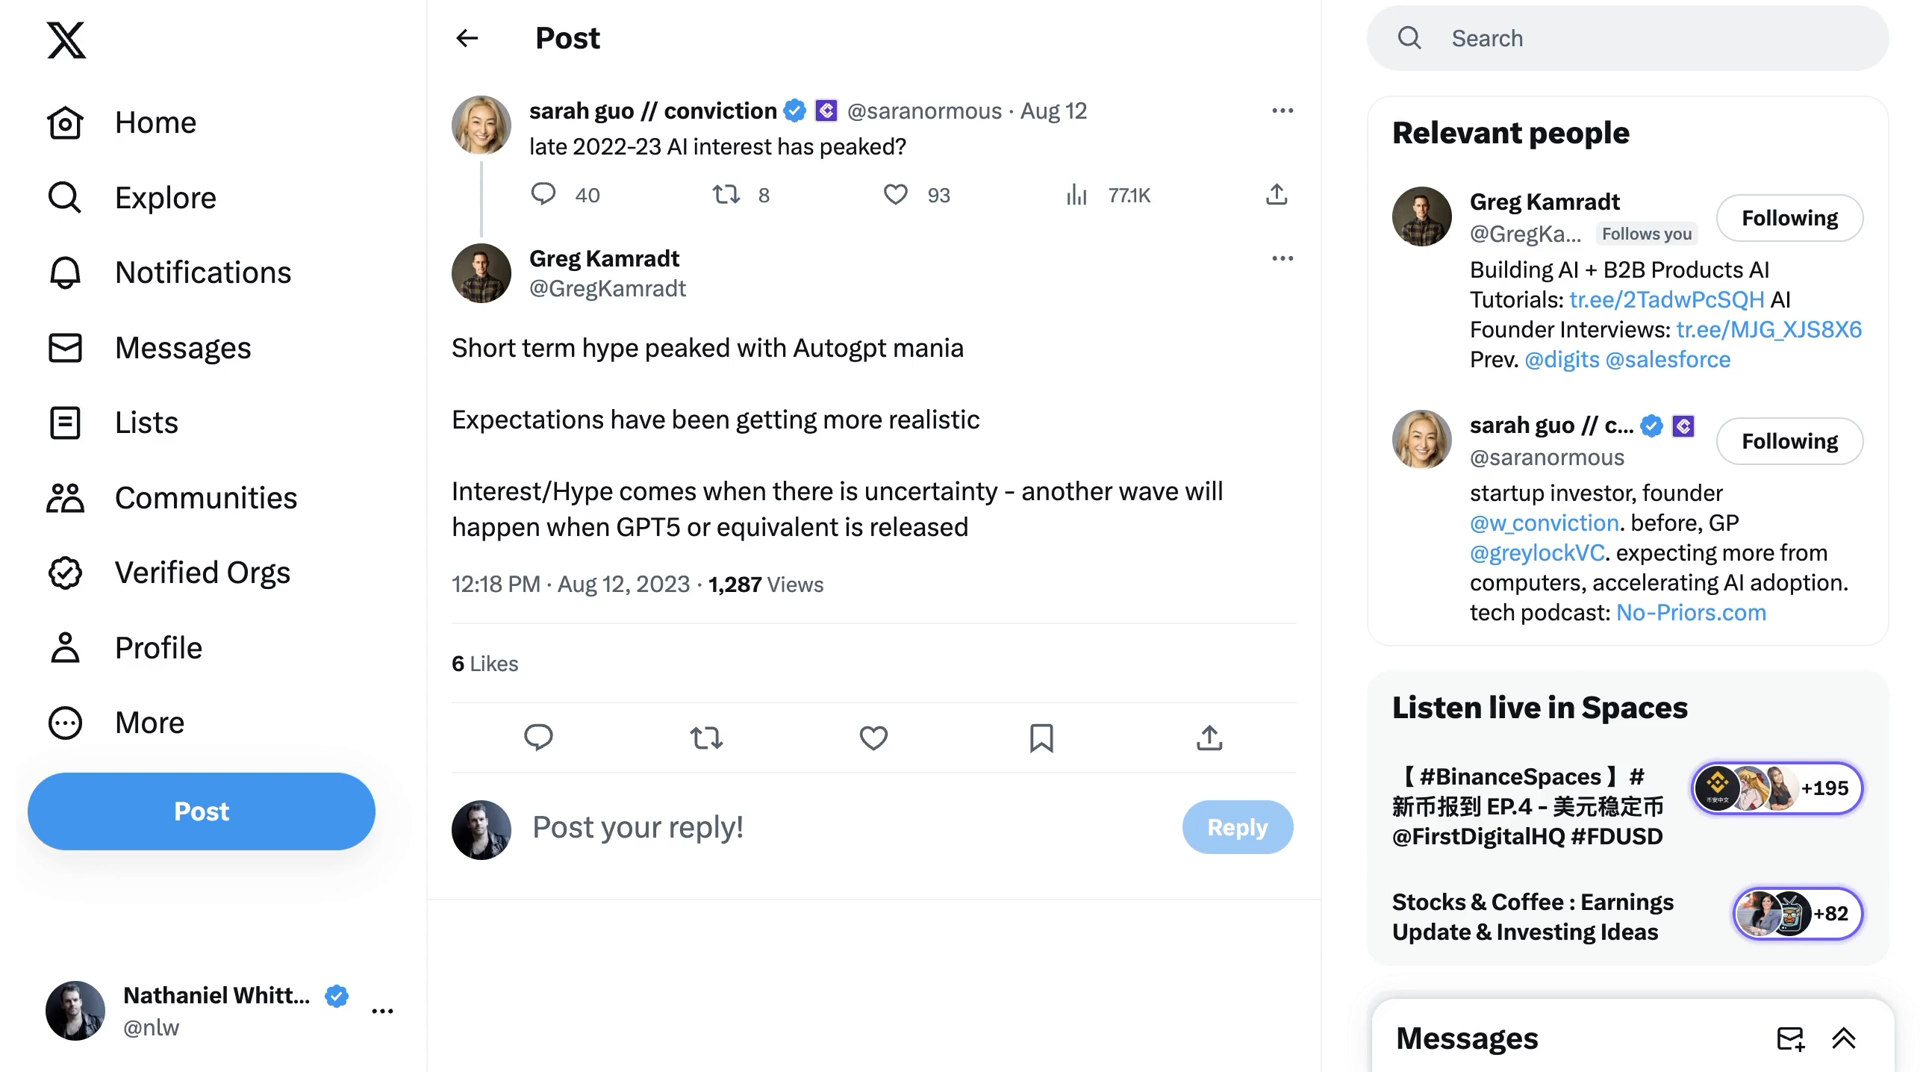 Home
Explore
Notifications
Messages
Lists
Communities
Verified Orgs
Profile
More
Post
Nathaniel Whitt...
@nlw
Post
sarah guo // conviction @saranormous · Aug 12
late 2022-23 AI interest has peaked?
40 8 93 77.1K
Greg Kamradt
@GregKamradt
Short term hype peaked with Autogpt mania
Expectations have been getting more realistic
Interest/Hype comes when there is uncertainty - another wave will
happen when GPT5 or equivalent is released
12:18 PM · Aug 12, 2023 · 1,287 Views
6 Likes
Post your reply!
Reply
Search
Relevant people
Greg Kamradt
@GregKa... Follows you
Following
Building AI + B2B Products AI
Tutorials: tr.ee/2TadwPcSQH AI
Founder Interviews: tr.ee/MJG_XJS8X6
Prev. @digits @salesforce
sarah guo // c...
@saranormous
Following
startup investor, founder
@w_conviction. before, GP
@greylockVC. expecting more from
computers, accelerating AI adoption.
tech podcast: No-Priors.com
Listen live in Spaces
【 #BinanceSpaces 】 #
新币报到 EP.4 - 美元稳定币
@FirstDigitalHQ #FDUSD
+195
Stocks & Coffee : Earnings
Update & Investing Ideas
+82
Messages